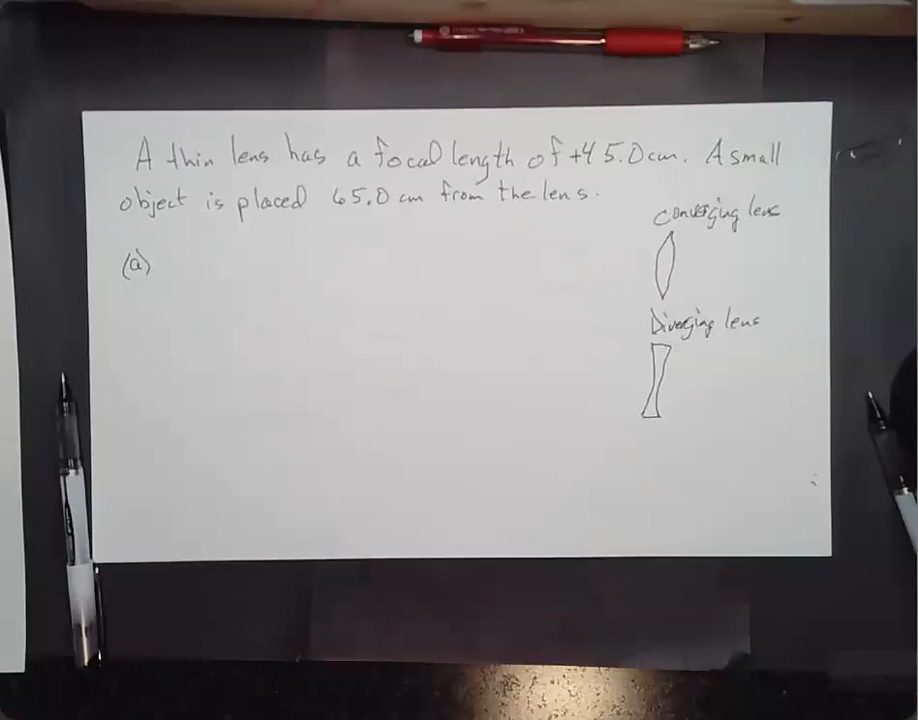 A thin lens has a focal length of +45.0 cm. A small
object is placed 65.0 cm from the lens.
Converging lens
(a)
Diverging lens